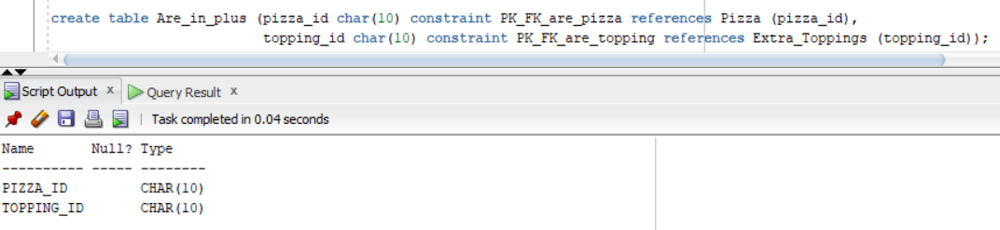 create table Are_in_plus (pizza_id char(10) constraint PK_FK_are_pizza references Pizza (pizza_id),
topping_id char(10) constraint PK_FK_are_topping references Extra_Toppings (topping_id));
Script Output x Query Result x
Task completed in 0.04 seconds
Name Null? Type
---------- ----- --------
PIZZA_ID CHAR(10)
TOPPING_ID CHAR(10)